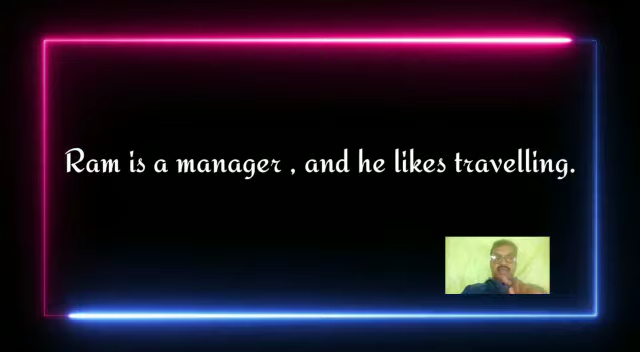 Ram is a manager , and he likes travelling.